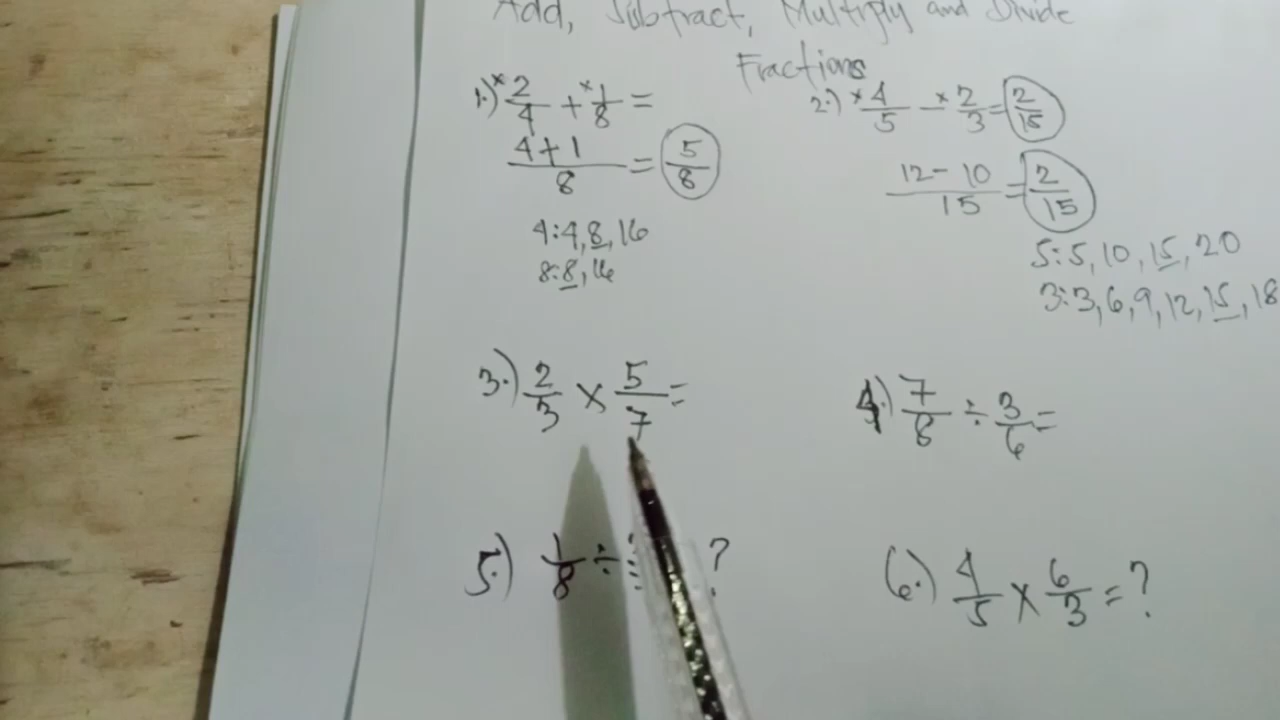 Add, Subtract, Multiply and Divide
Fractions
1.) × 2/4 + × 1/8 =
4+1/8 = 5/8
4:4,8,16
8:8,16
2.) × 4/5 - × 2/3 = 2/15
12-10/15 = 2/15
5:5,10,15,20
3:3,6,9,12,15,18
3.) 2/3 × 5/7 =
4.) 7/8 ÷ 3/6 =
5.) 1/8 ÷ ?
6.) 4/5 × 6/3 = ?